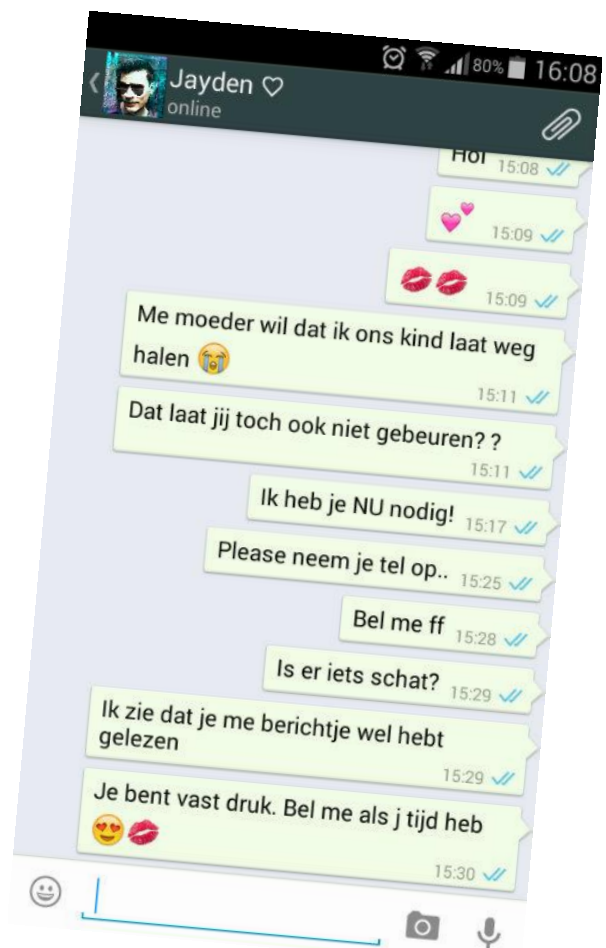 80% 16:08
Jayden ♡
online
Hoi 15:08
💕 15:09
💋💋 15:09
Me moeder wil dat ik ons kind laat weg
halen 😭
15:11
Dat laat jij toch ook niet gebeuren? ?
15:11
Ik heb je NU nodig! 15:17
Please neem je tel op.. 15:25
Bel me ff 15:28
Is er iets schat? 15:29
Ik zie dat je me berichtje wel hebt
gelezen
15:29
Je bent vast druk. Bel me als j tijd heb
😍💋
15:30